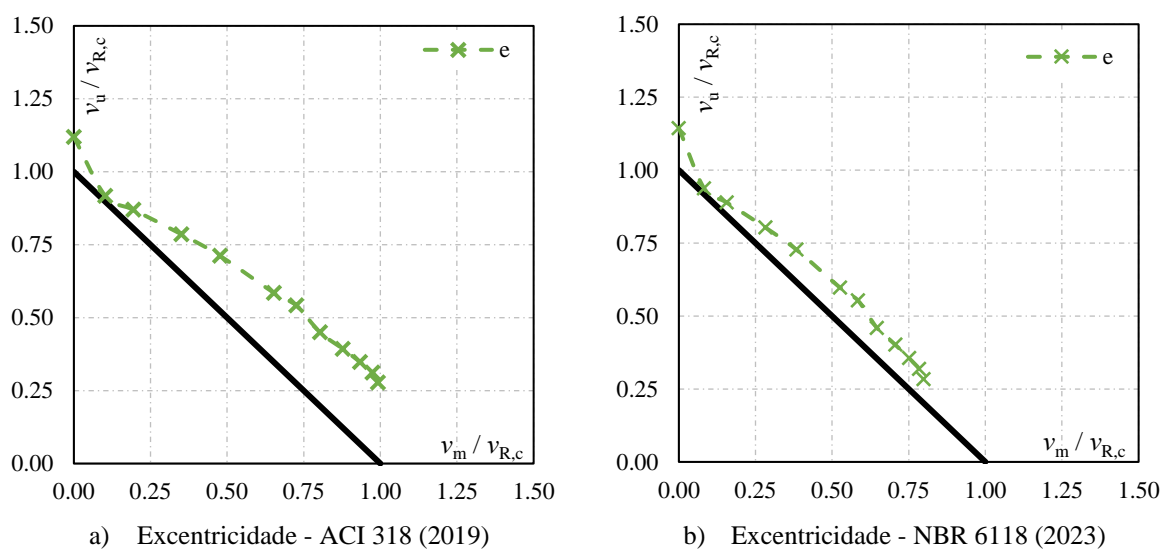 1.50
1.25
1.00
0.75
0.50
0.25
0.00
v_u / v_R,c
e
v_m / v_R,c
0.00 0.25 0.50 0.75 1.00 1.25 1.50
a) Excentricidade - ACI 318 (2019)
1.50
1.25
1.00
0.75
0.50
0.25
0.00
v_u / v_R,c
e
v_m / v_R,c
0.00 0.25 0.50 0.75 1.00 1.25 1.50
b) Excentricidade - NBR 6118 (2023)